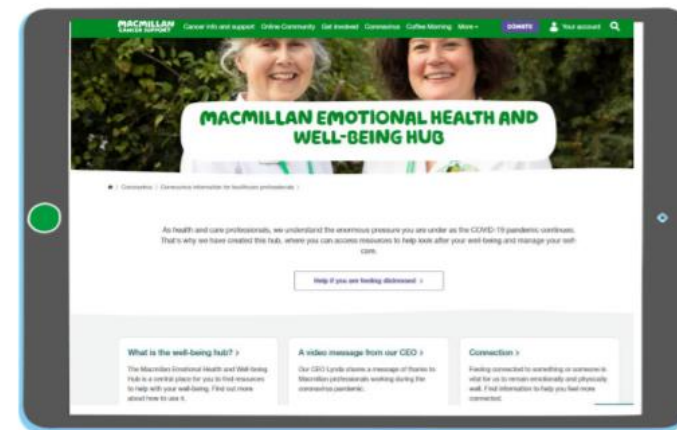 MACMILLAN
CANCER SUPPORT
Cancer info and support Online Community Get involved Coronavirus Coffee Morning More DONATE Your account
MACMILLAN EMOTIONAL HEALTH AND
WELL-BEING HUB
Coronavirus / Coronavirus information for healthcare professionals /
As health and care professionals, we understand the enormous pressure you are under as the COVID-19 pandemic continues.
That's why we have created this hub, where you can access resources to help look after your well-being and manage your self-
care.
Help if you are feeling distressed >
What is the well-being hub? >
The Macmillan Emotional Health and Well-being
Hub is a central place for you to find resources
to help with your well-being. Find out more
about how to use it.
A video message from our CEO >
Our CEO Lynda shares a message of thanks to
Macmillan professionals working during the
coronavirus pandemic.
Connection >
Feeling connected to something or someone is
vital for us to remain emotionally and physically
well. Find information to help you feel more
connected.